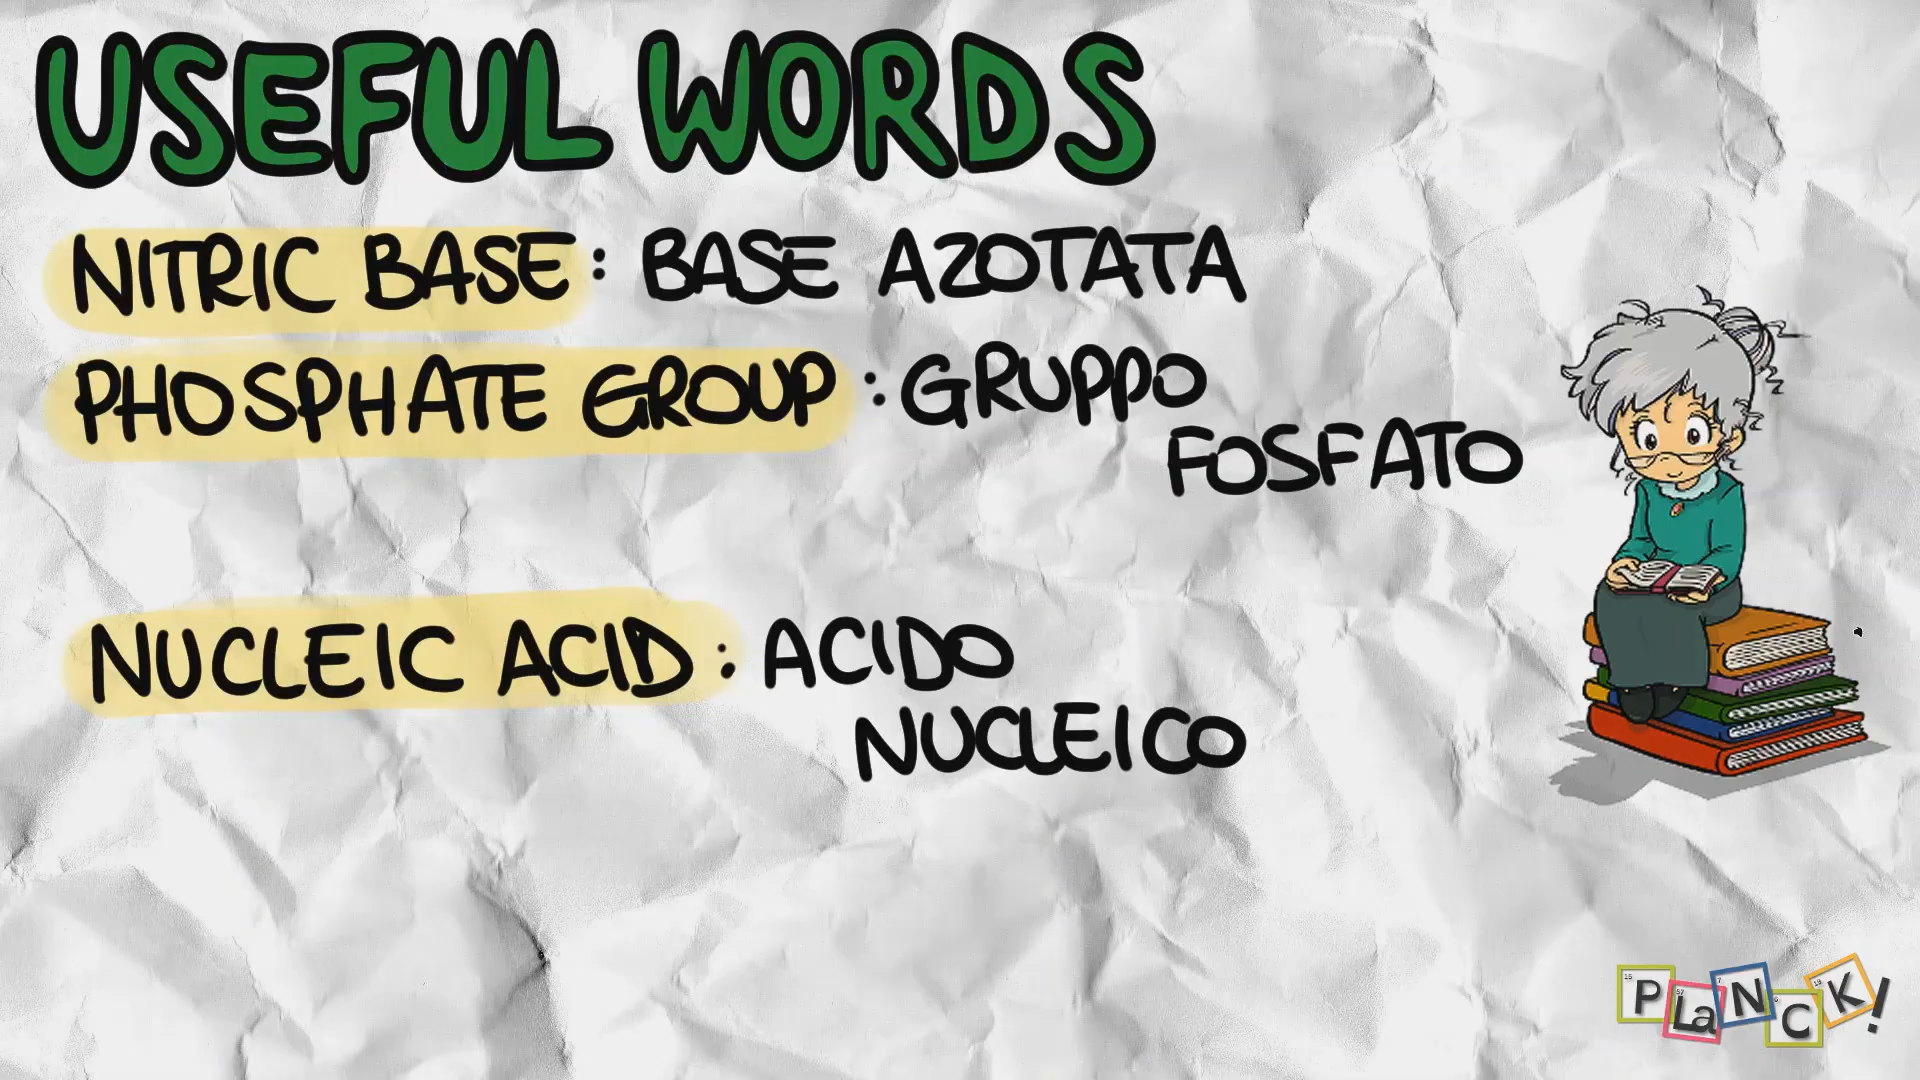 USEFUL WORDS
NITRIC BASE: BASE AZOTATA
PHOSPHATE GROUP: GRUPPO
FOSFATO
NUCLEIC ACID: ACIDO
NUCLEICO
PLaNCK!